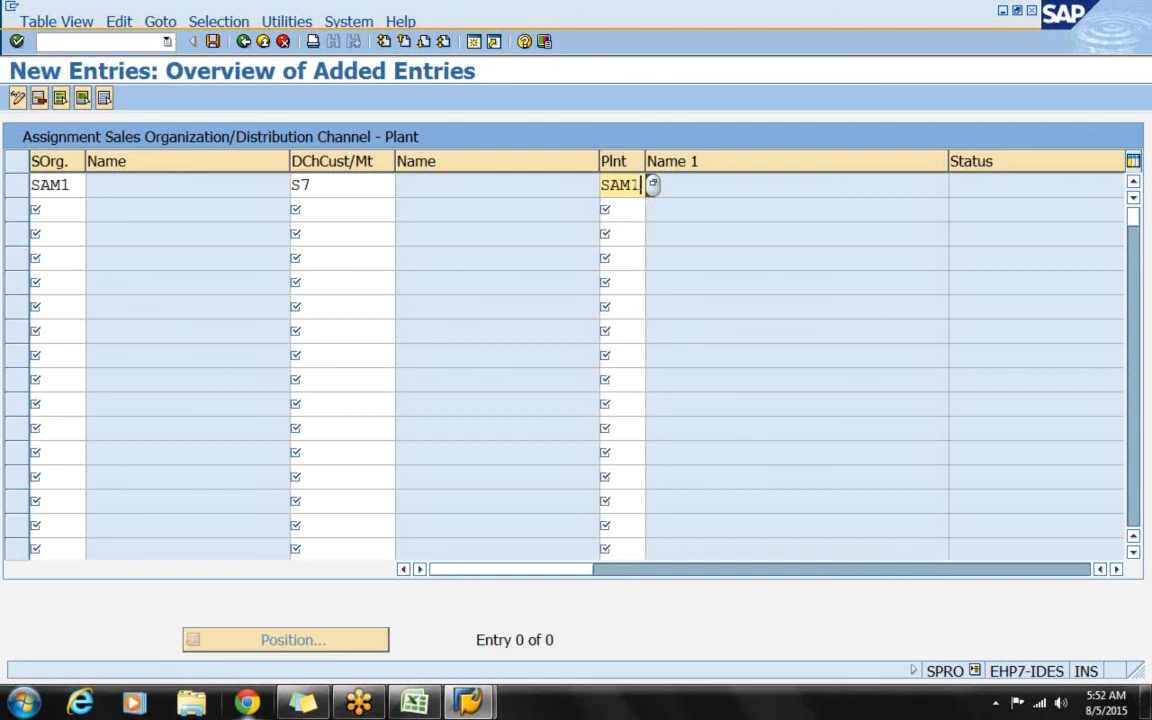 Table View Edit Goto Selection Utilities System Help
SAP
New Entries: Overview of Added Entries
Assignment Sales Organization/Distribution Channel - Plant
SOrg. Name DChCust/Mt Name Plnt Name 1 Status
SAM1 S7 SAM1
Position... Entry 0 of 0
SPRO EHP7-IDES INS
5:52 AM
8/5/2015